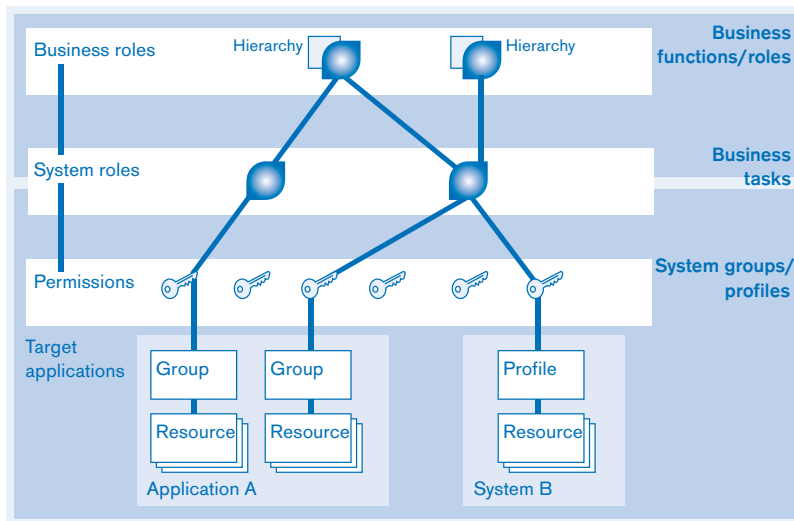 Business roles
Hierarchy
Hierarchy
Business
functions/roles
System roles
Business
tasks
Permissions
System groups/
profiles
Target
applications
Group
Group
Profile
Resource
Resource
Resource
Application A
System B